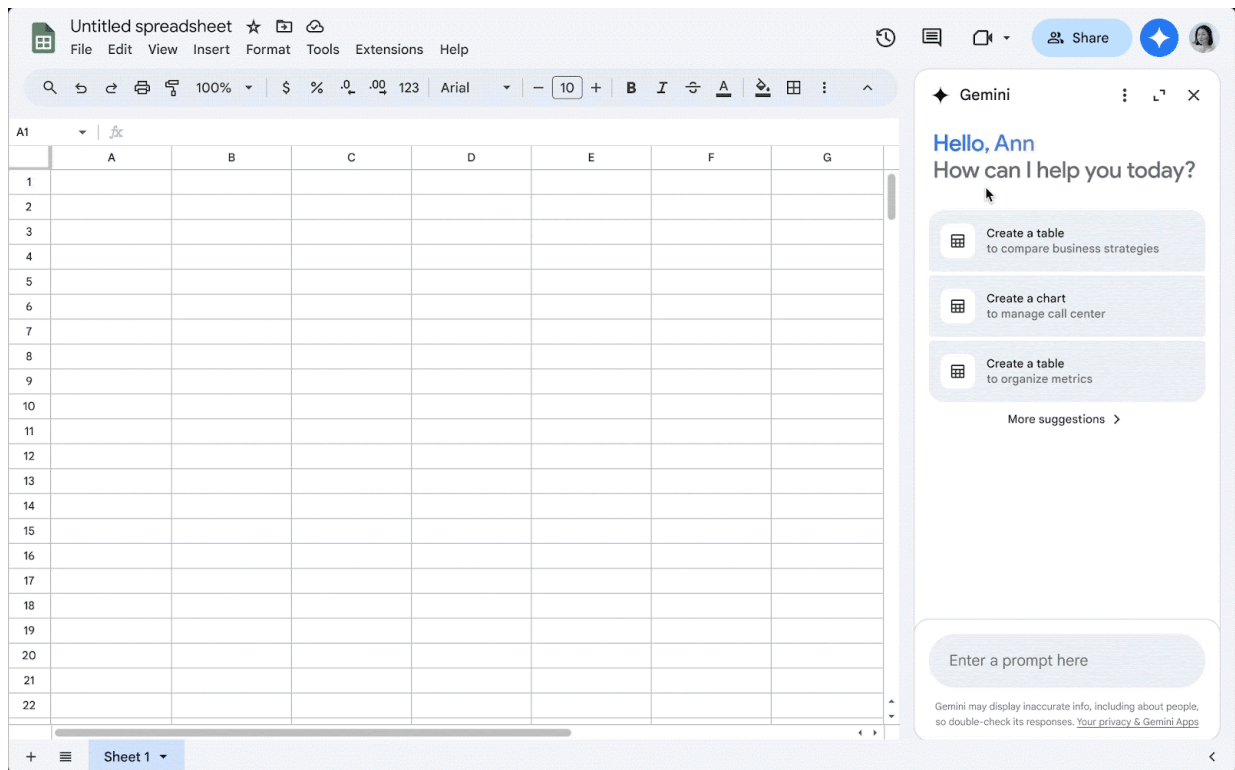 Untitled spreadsheet
File Edit View Insert Format Tools Extensions Help
Share
100% $ % .0 .00 123 Arial − 10 + B I S A
A1 fx
A B C D E F G
1
2
3
4
5
6
7
8
9
10
11
12
13
14
15
16
17
18
19
20
21
22
+ Sheet 1
Gemini
Hello, Ann
How can I help you today?
Create a table
to compare business strategies
Create a chart
to manage call center
Create a table
to organize metrics
More suggestions
Enter a prompt here
Gemini may display inaccurate info, including about people,
so double-check its responses. Your privacy & Gemini Apps